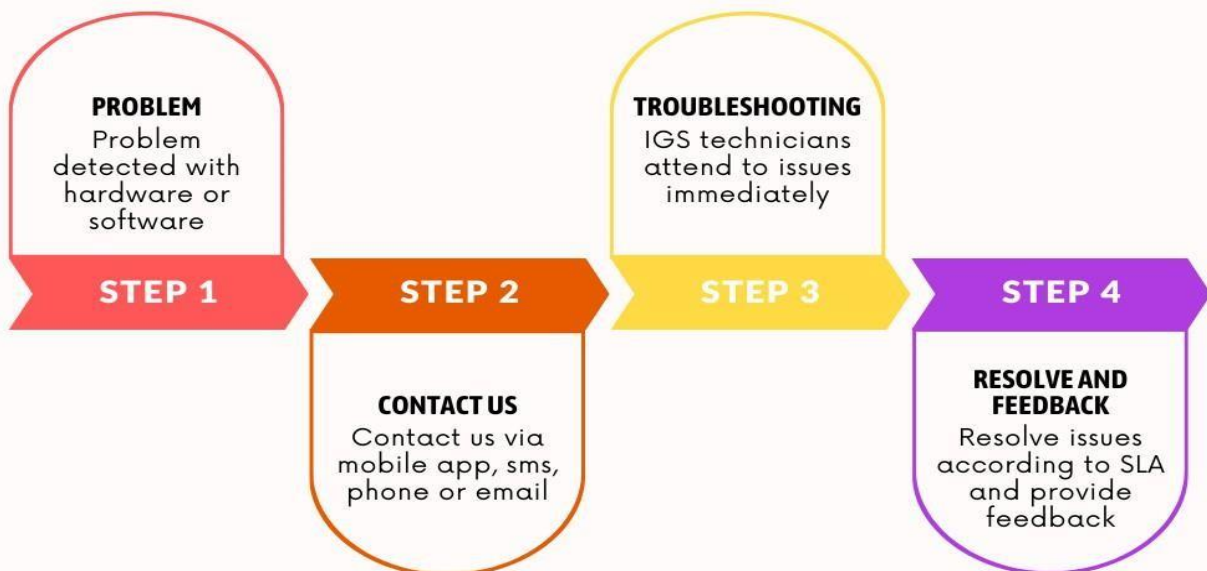 PROBLEM
Problem
detected with
hardware or
software
STEP 1
STEP 2
CONTACT US
Contact us via
mobile app, sms,
phone or email
TROUBLESHOOTING
IGS technicians
attend to issues
immediately
STEP 3
STEP 4
RESOLVE AND
FEEDBACK
Resolve issues
according to SLA
and provide
feedback